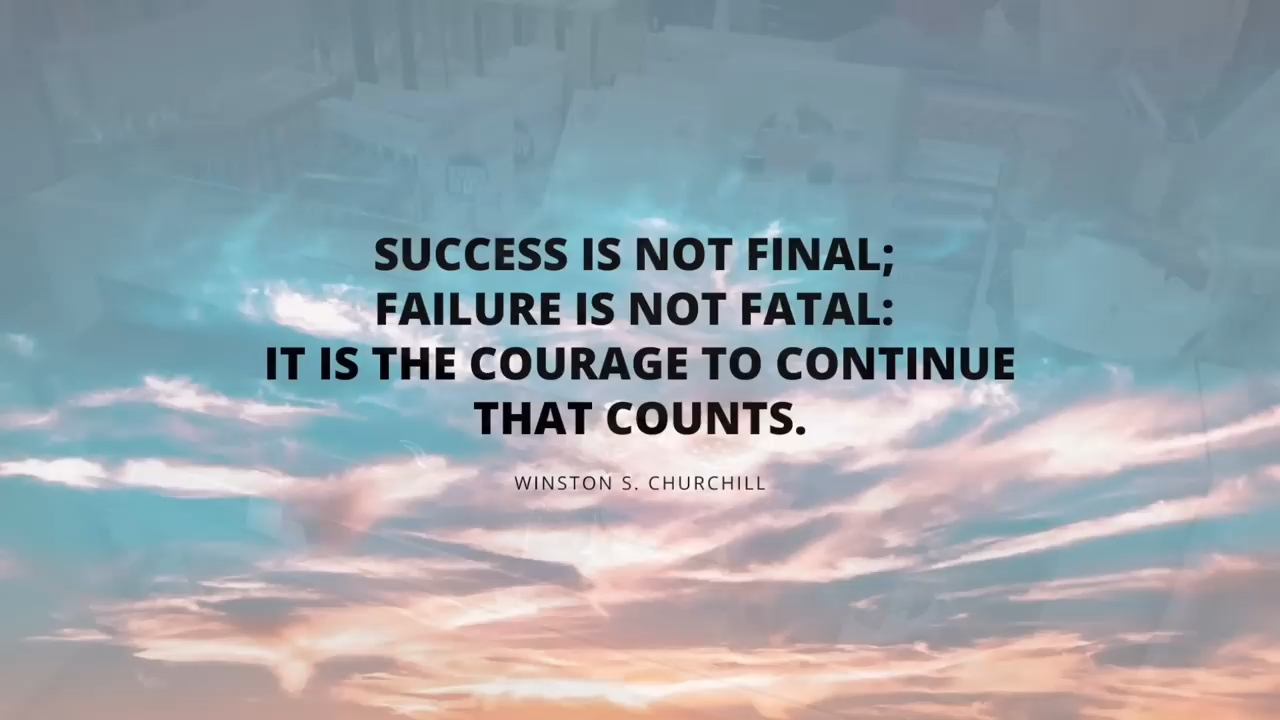 SUCCESS IS NOT FINAL;
FAILURE IS NOT FATAL:
IT IS THE COURAGE TO CONTINUE
THAT COUNTS.
WINSTON S. CHURCHILL